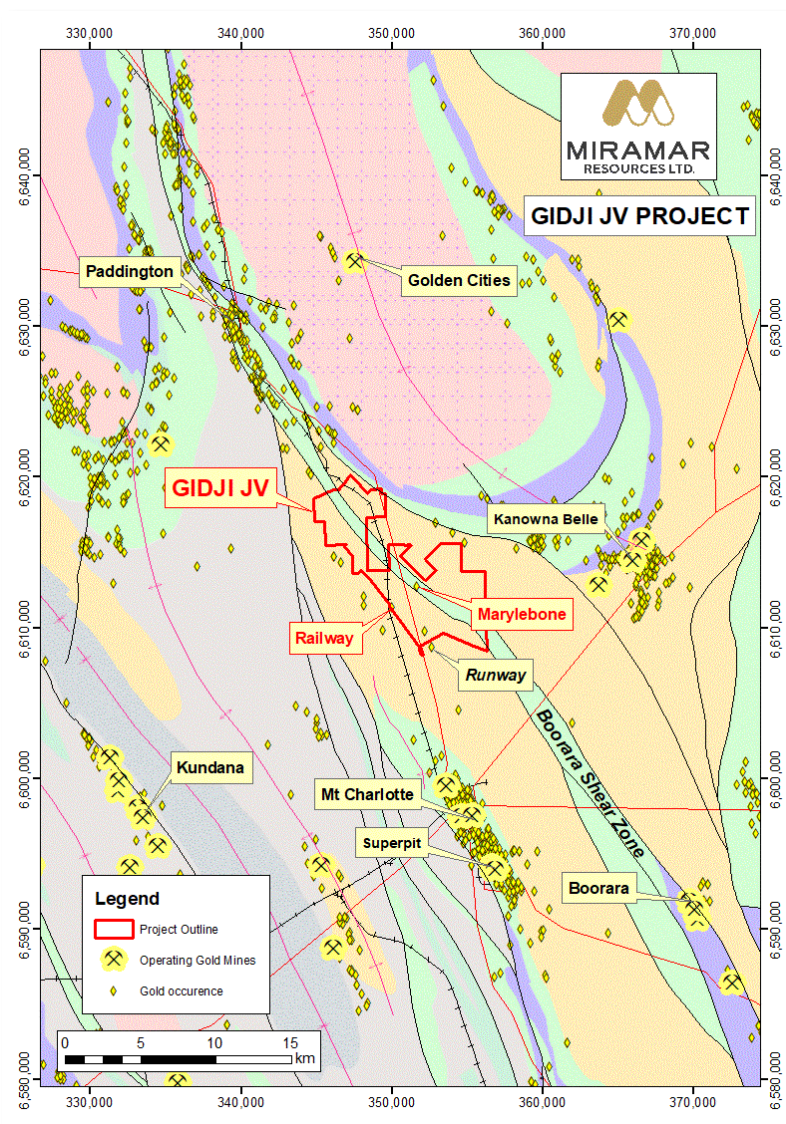 330,000
340,000
350,000
360,000
370,000
6,640,000
6,640,000
MIRAMAR
RESOURCES LTD.
GIDJI JV PROJECT
Paddington
Golden Cities
6,630,000
6,630,000
6,620,000
6,620,000
GIDJI JV
Kanowna Belle
Marylebone
6,610,000
6,610,000
Railway
Runway
Boorara Shear Zone
6,600,000
6,600,000
Kundana
Mt Charlotte
Superpit
Boorara
Legend
Project Outline
Operating Gold Mines
Gold occurence
6,590,000
6,590,000
0
5
10
15
km
6,580,000
6,580,000
330,000
340,000
350,000
360,000
370,000